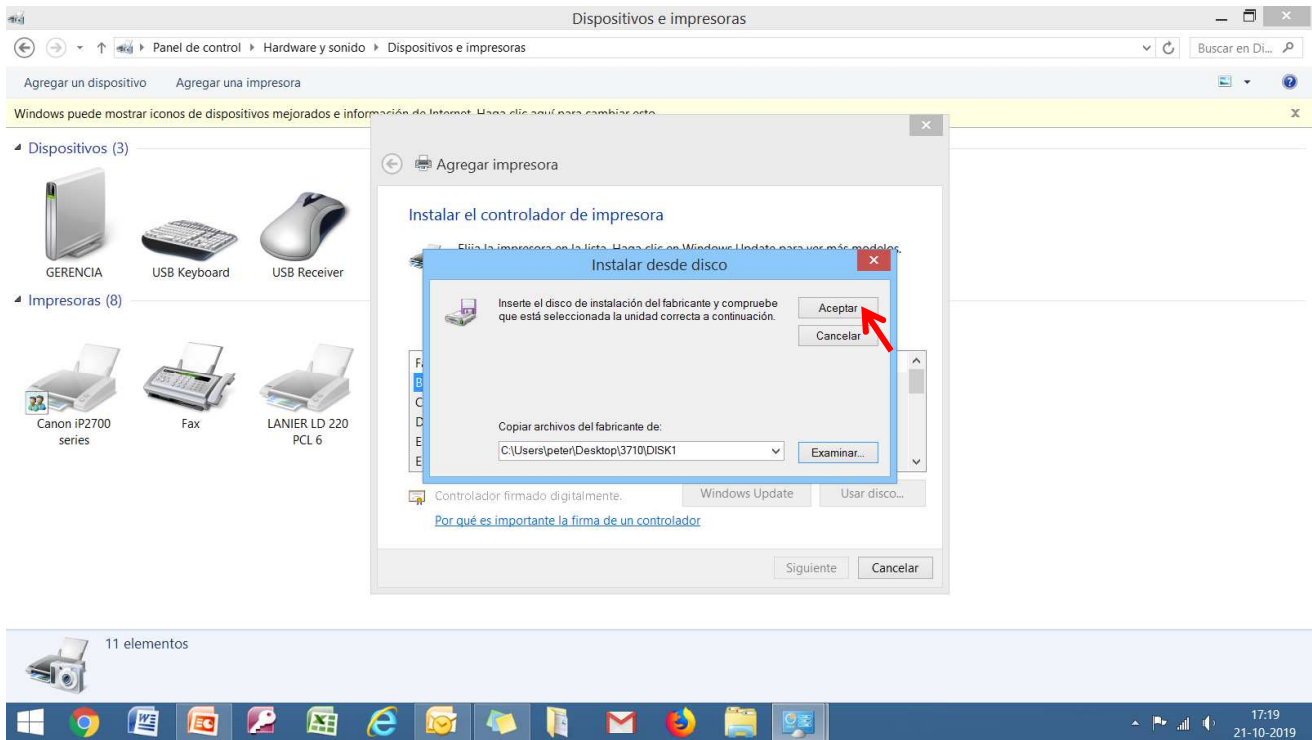 Dispositivos e impresoras
Panel de control Hardware y sonido Dispositivos e impresoras
Buscar en Di...
Agregar un dispositivo Agregar una impresora
Windows puede mostrar iconos de dispositivos mejorados e información de Internet. Haga clic aquí para cambiar esto
Dispositivos (3)
GERENCIA
USB Keyboard
USB Receiver
Impresoras (8)
Canon iP2700
series
Fax
LANIER LD 220
PCL 6
Agregar impresora
Instalar el controlador de impresora
Elija la impresora en la lista. Haga clic en Windows Update para ver más modelos.
Instalar desde disco
Inserte el disco de instalación del fabricante y compruebe
que está seleccionada la unidad correcta a continuación.
Aceptar
Cancelar
Copiar archivos del fabricante de:
C:\Users\peter\Desktop\3710\DISK1
Examinar...
F
B
C
D
E
E
Controlador firmado digitalmente.
Windows Update
Usar disco...
Por qué es importante la firma de un controlador
Siguiente
Cancelar
11 elementos
17:19
21-10-2019